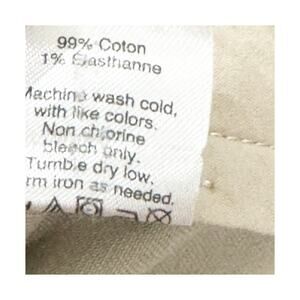 99% Coton
1% Elasthanne
Machine wash cold,
with like colors.
Non chlorine
bleach only.
Tumble dry low.
iron as needed.